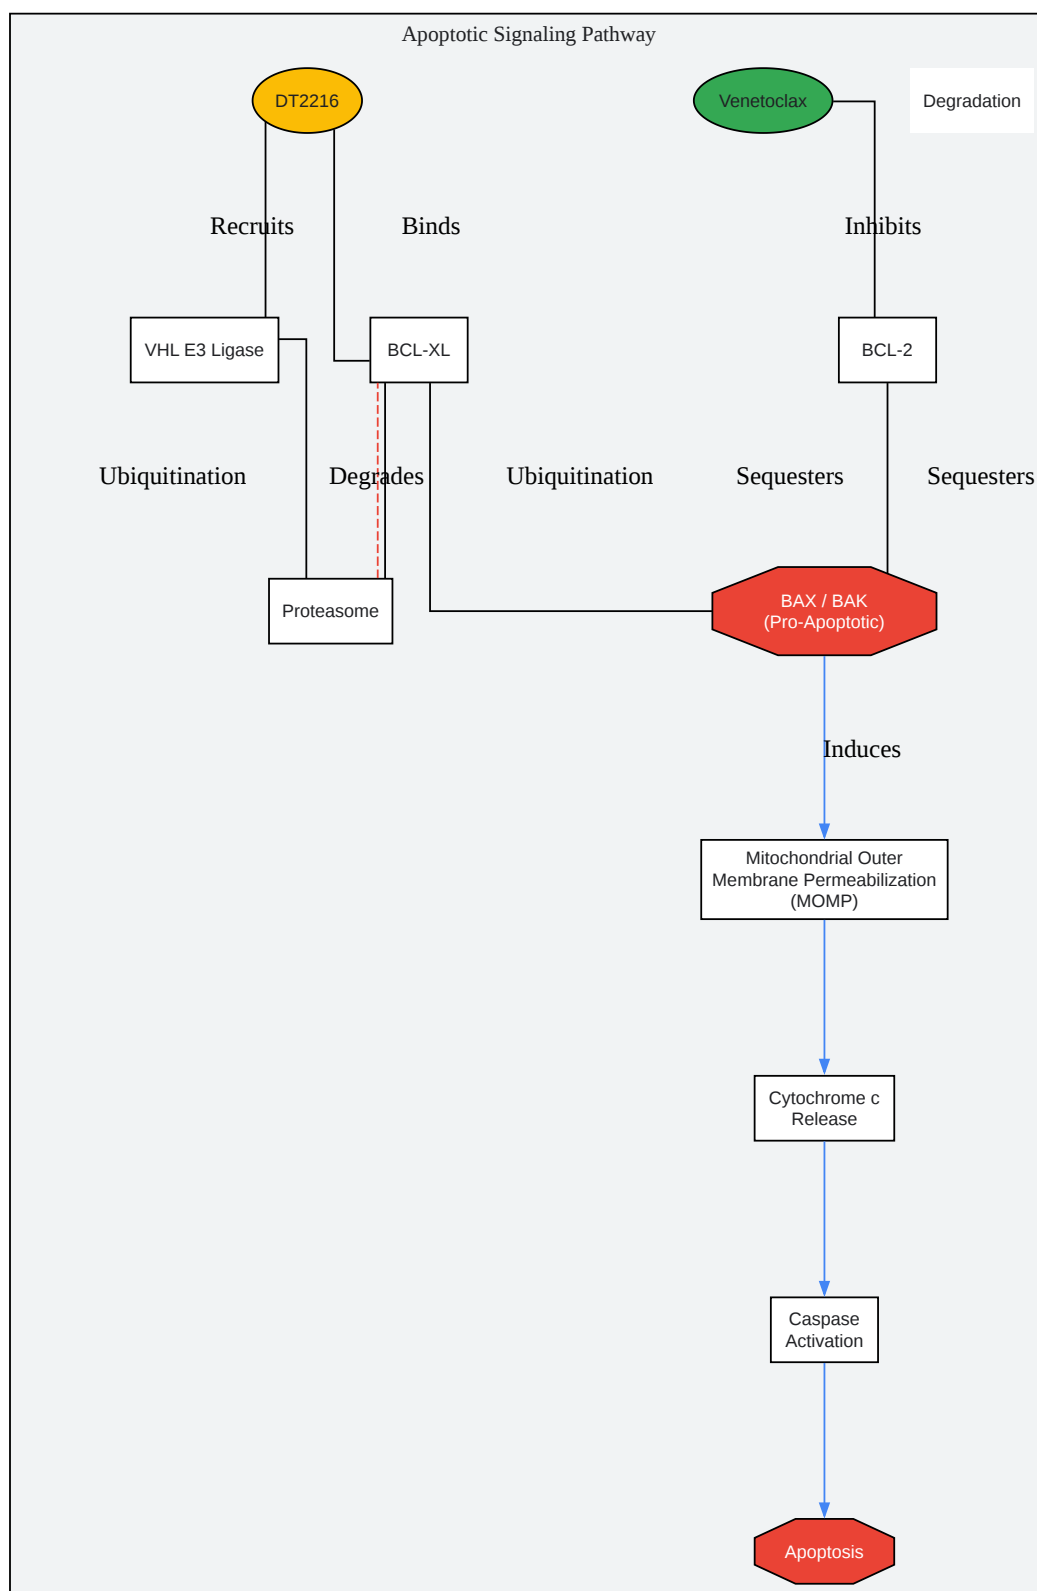 Apoptotic Signaling Pathway
DT2216
Venetoclax
Degradation
Recruits
Binds
Inhibits
VHL E3 Ligase
BCL-XL
BCL-2
Ubiquitination
Degrades
Ubiquitination
Sequesters
Sequesters
Proteasome
BAX / BAK
(Pro-Apoptotic)
Induces
Mitochondrial Outer
Membrane Permeabilization
(MOMP)
Cytochrome c
Release
Caspase
Activation
Apoptosis